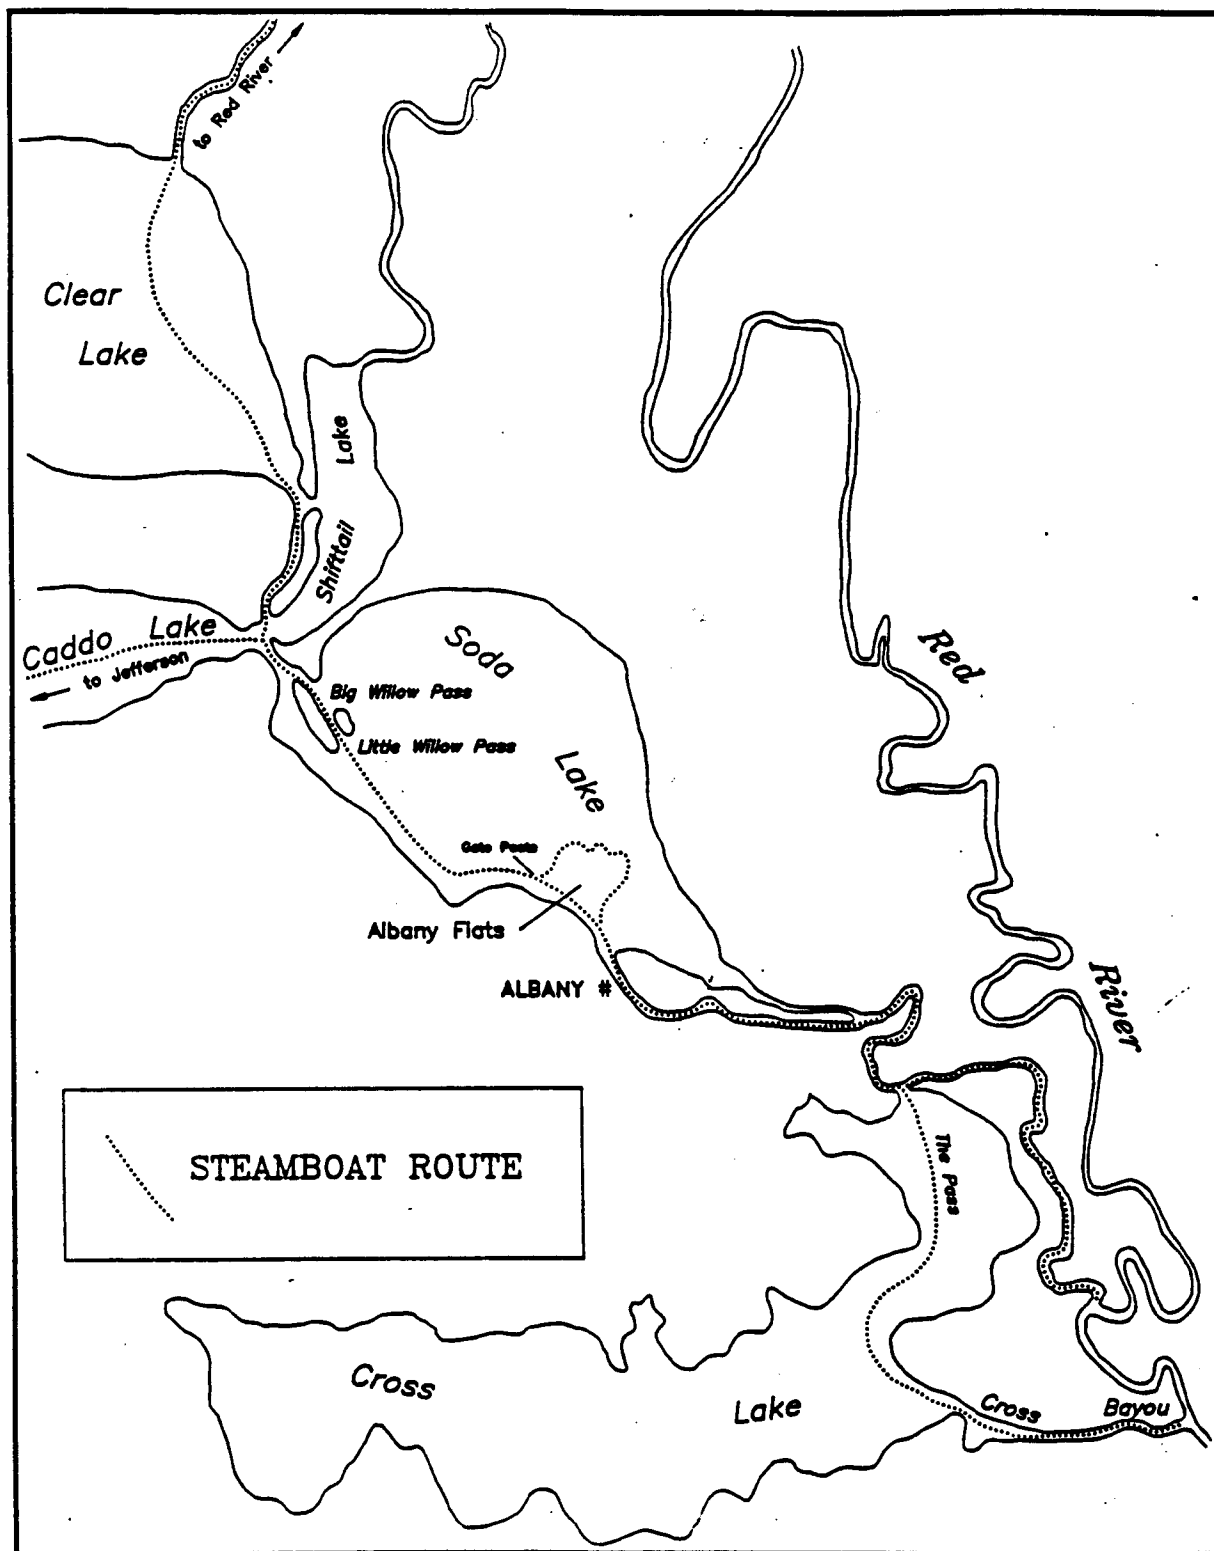 to Red River
Clear
Lake
Lake
Shifttail
Caddo Lake
to Jefferson
Soda
Lake
Big Willow Pass
Little Willow Pass
Gate Posts
Albany Flats
ALBANY #
Red
River
The Pass
STEAMBOAT ROUTE
Cross
Lake
Cross Bayou